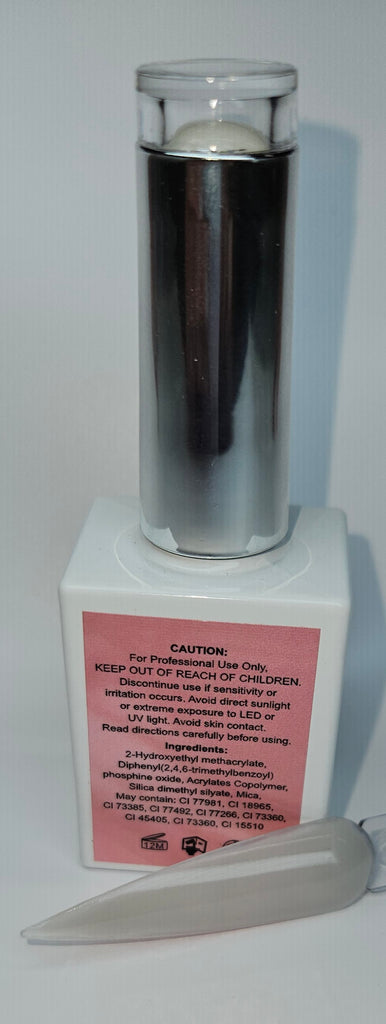 CAUTION:
For Professional Use Only,
KEEP OUT OF REACH OF CHILDREN.
Discontinue use if sensitivity or
irritation occurs. Avoid direct sunlight
or extreme exposure to LED or
UV light. Avoid skin contact.
Read directions carefully before using.
Ingredients:
2-Hydroxyethyl methacrylate,
Diphenyl(2,4,6-trimethylbenzoyl)
phosphine oxide, Acrylates Copolymer,
Silica dimethyl silyate, Mica,
May contain: CI 77981, CI 18965,
CI 73385, CI 77492, CI 77266, CI 73360,
CI 45405, CI 73360, CI 15510
12M